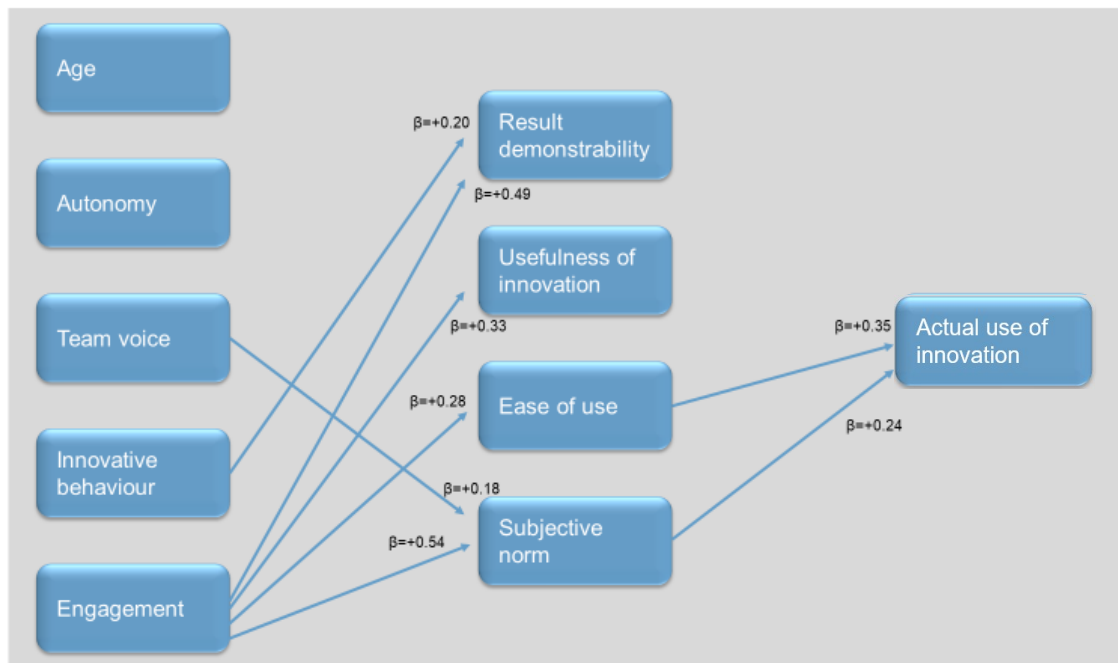 Age
Autonomy
Team voice
Innovative
behaviour
Engagement
β=+0.20
Result
demonstrability
β=+0.49
Usefulness of
innovation
β=+0.33
β=+0.28
Ease of use
β=+0.18
β=+0.54
Subjective
norm
β=+0.35
Actual use of
innovation
β=+0.24